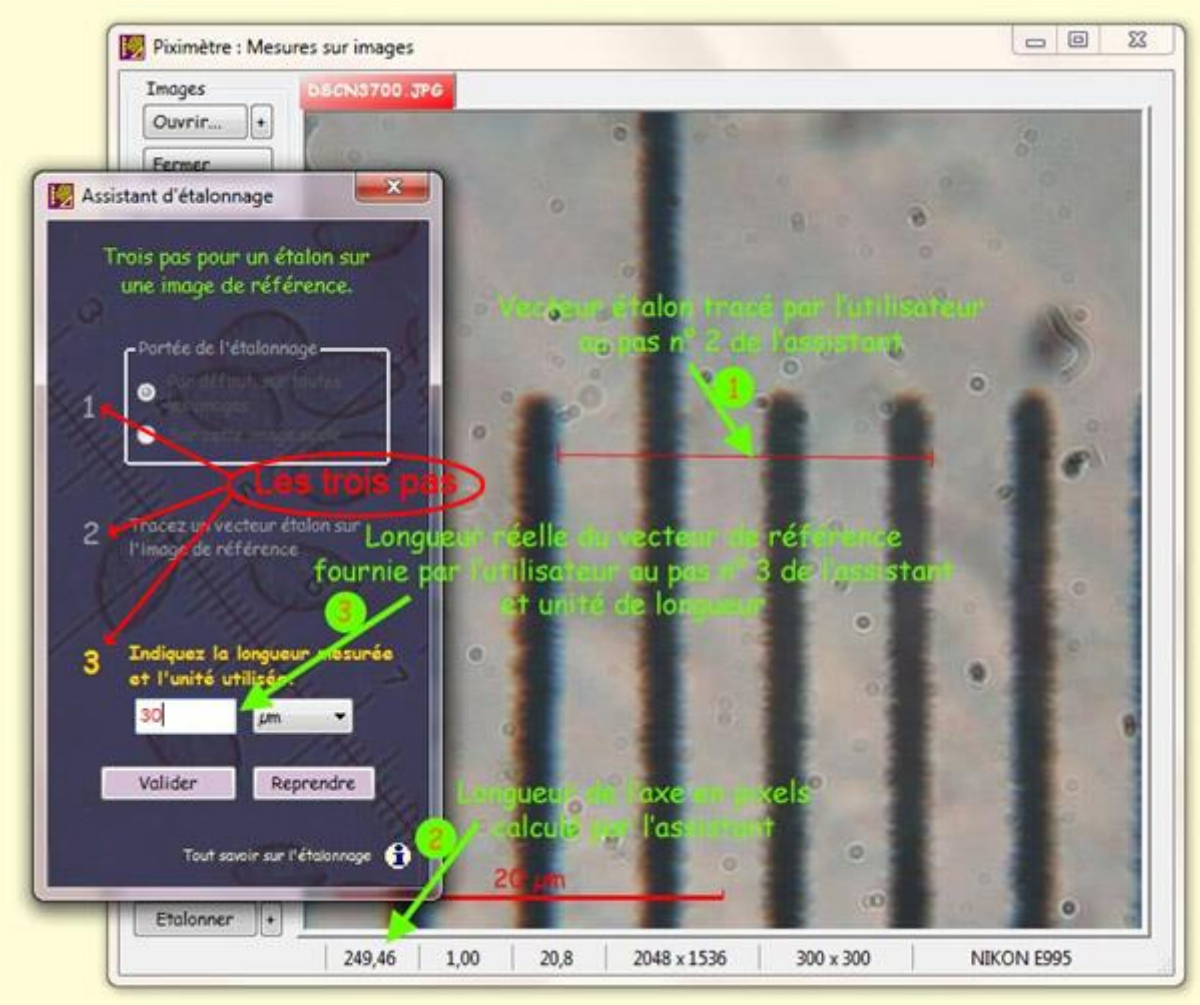 Piximètre : Mesures sur images
Images
DSCN3700.JPG
Ouvrir...
+
Fermer
Assistant d'étalonnage
Trois pas pour un étalon sur
une image de référence.
Portée de l'étalonnage
Par défaut sur toutes
1
Les trois pas
2
Tracez un vecteur étalon sur
l'image de référence
3
Indiquez la longueur mesurée
et l'unité utilisée.
30
µm
Valider
Reprendre
Tout savoir sur l'étalonnage
Vecteur étalon tracé par l'utilisateur
au pas n° 2 de l'assistant
1
Longueur réelle du vecteur de référence
fournie par l'utilisateur au pas n° 3 de l'assistant
et unité de longueur
3
Longueur de l'axe en pixels
calculé par l'assistant
2
20 µm
Etalonner
+
249,46
1,00
20,8
2048 x 1536
300 x 300
NIKON E995